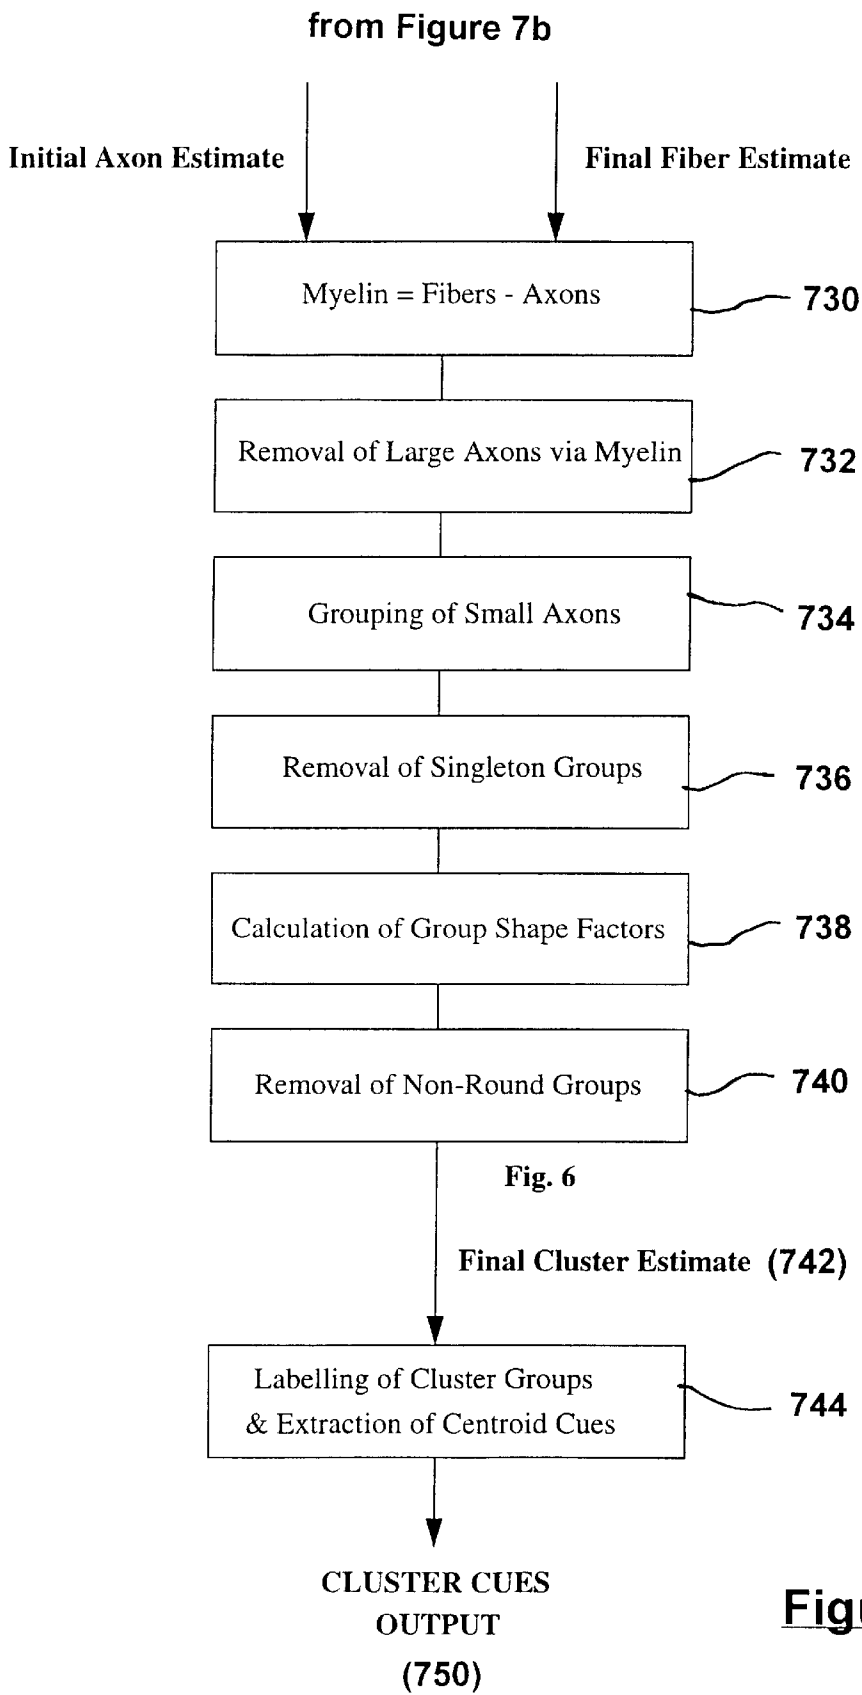 from Figure 7b
Initial Axon Estimate
Final Fiber Estimate
Myelin = Fibers - Axons
730
Removal of Large Axons via Myelin
732
Grouping of Small Axons
734
Removal of Singleton Groups
736
Calculation of Group Shape Factors
738
Removal of Non-Round Groups
740
Fig. 6
Final Cluster Estimate (742)
Labelling of Cluster Groups
& Extraction of Centroid Cues
744
CLUSTER CUES
OUTPUT
(750)